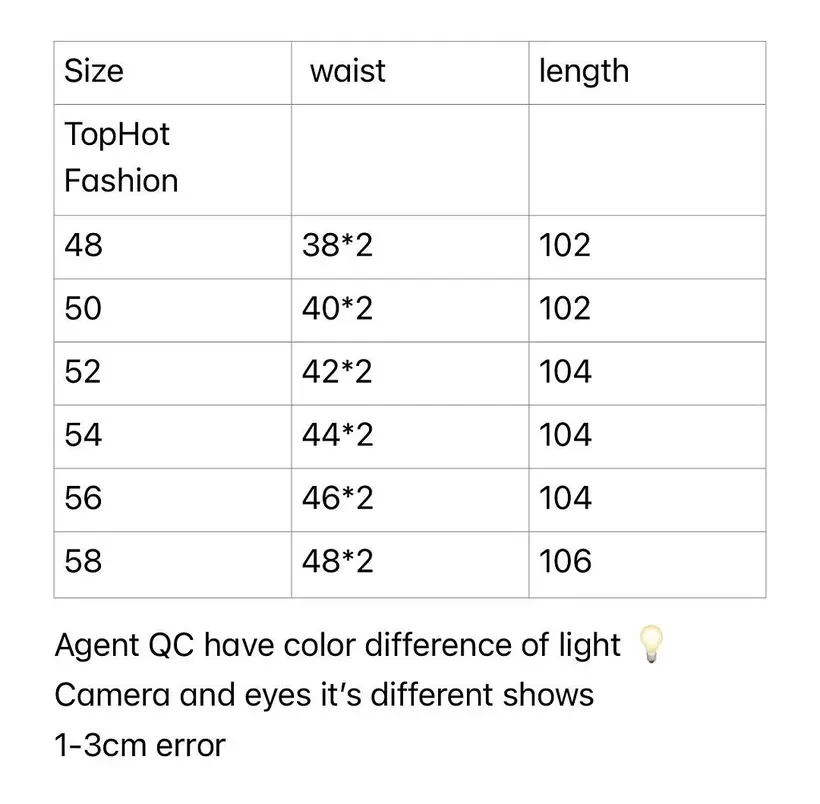 Size waist length
TopHot
Fashion
48 38*2 102
50 40*2 102
52 42*2 104
54 44*2 104
56 46*2 104
58 48*2 106
Agent QC have color difference of light 💡
Camera and eyes it’s different shows
1-3cm error